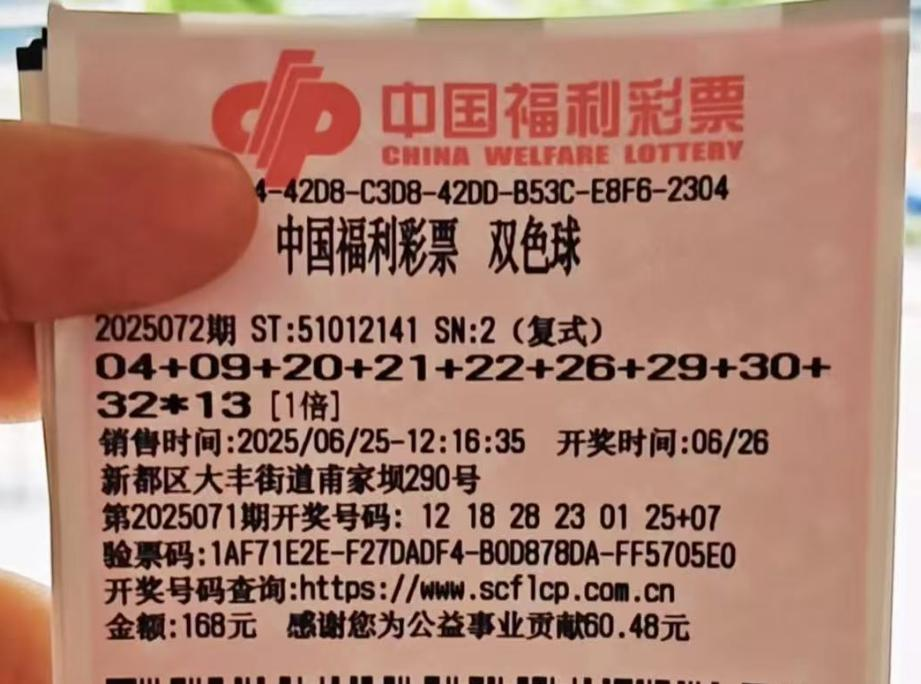 中国福利彩票
CHINA WELFARE LOTTERY
4-42D8-C3D8-42DD-B53C-E8F6-2304
中国福利彩票 双色球
2025072期 ST:51012141 SN:2（复式）
04+09+20+21+22+26+29+30+
32*13 [1倍]
销售时间:2025/06/25-12:16:35 开奖时间:06/26
新都区大丰街道甫家坝290号
第2025071期开奖号码: 12 18 28 23 01 25+07
验票码:1AF71E2E-F27DADF4-B0D878DA-FF5705E0
开奖号码查询:https://www.scflcp.com.cn
金额:168元 感谢您为公益事业贡献60.48元